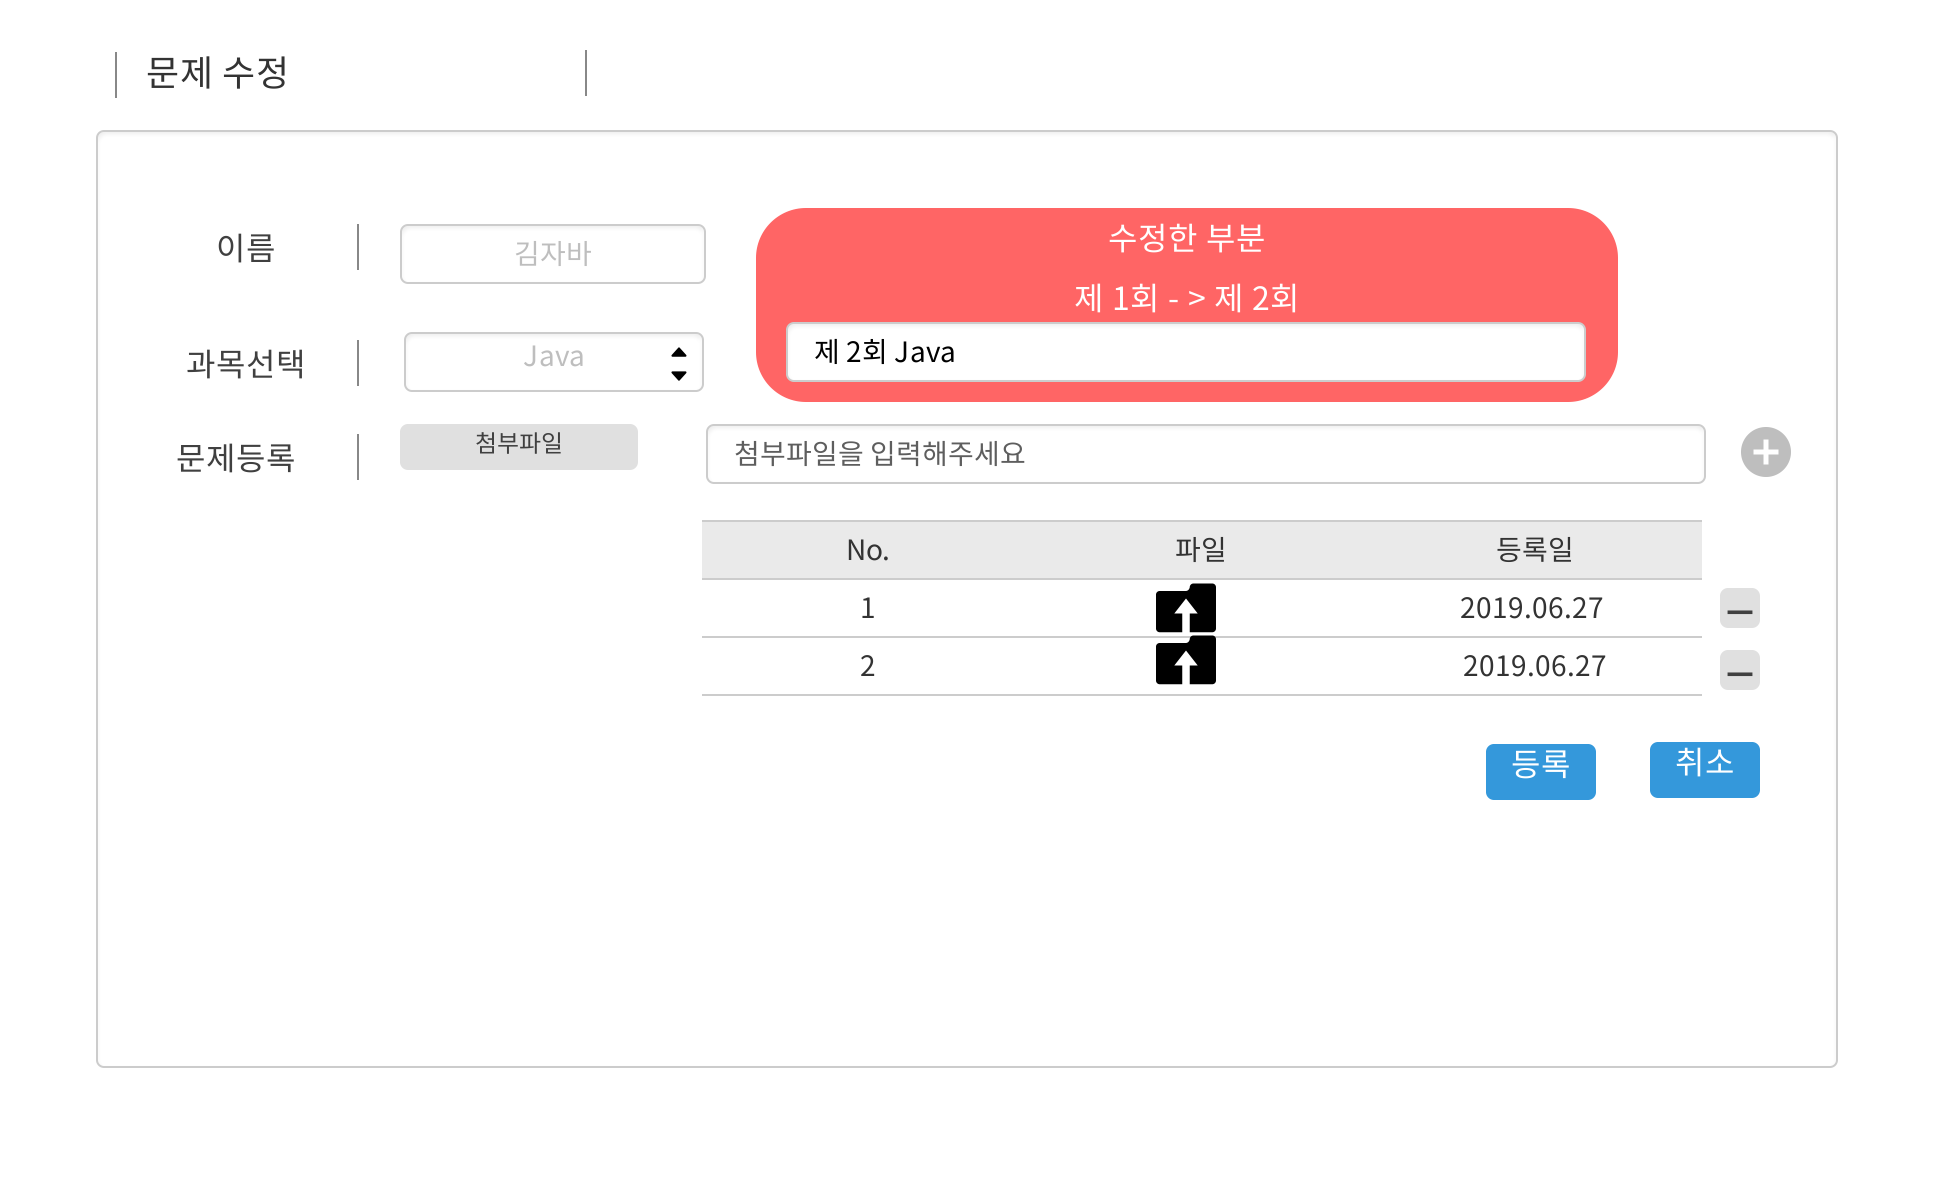 문제 수정
수정한 부분
이름
김자바
제 1회 - > 제 2회
과목선택
Java
제 2회 Java
문제등록
첨부파일
첨부파일을 입력해주세요
No. 파일 등록일
1 2019.06.27
2 2019.06.27
등록 취소